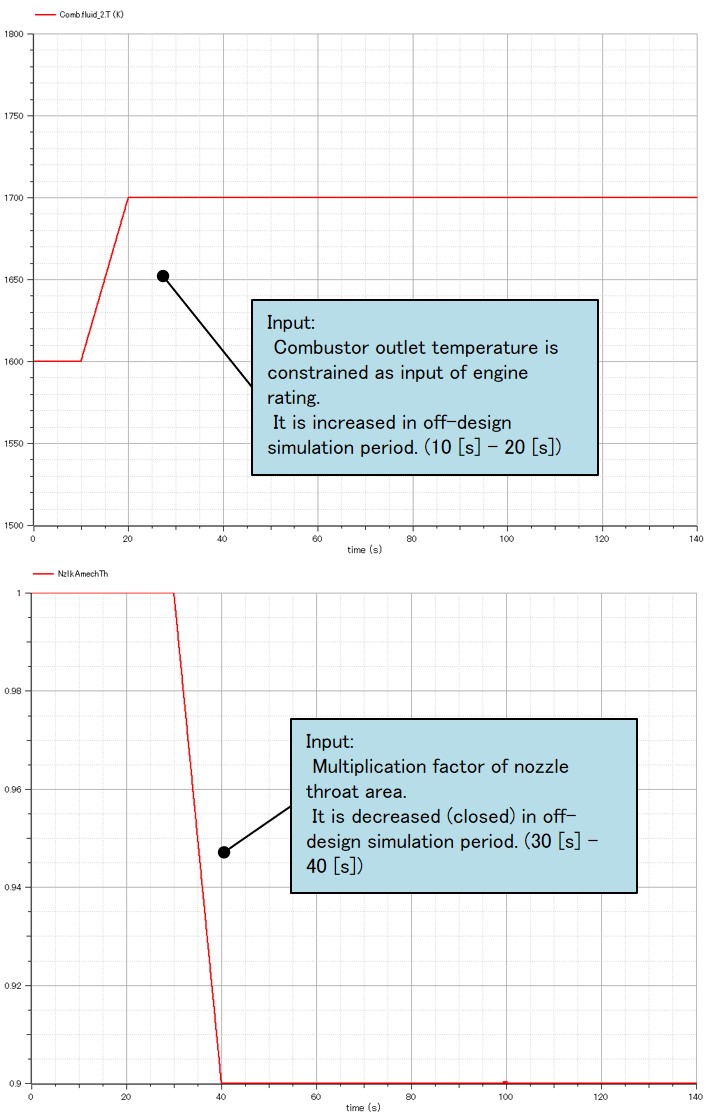 Comb.fluid_2.T (K)
1800
1750
1700
1650
1600
1550
1500
0 20 40 60 80 100 120 140
time (s)
Input:
Combustor outlet temperature is
constrained as input of engine
rating.
It is increased in off-design
simulation period. (10 [s] - 20 [s])
Nzl.kAmechTh
1
0.98
0.96
0.94
0.92
0.9
0 20 40 60 80 100 120 140
time (s)
Input:
Multiplication factor of nozzle
throat area.
It is decreased (closed) in off-
design simulation period. (30 [s] -
40 [s])